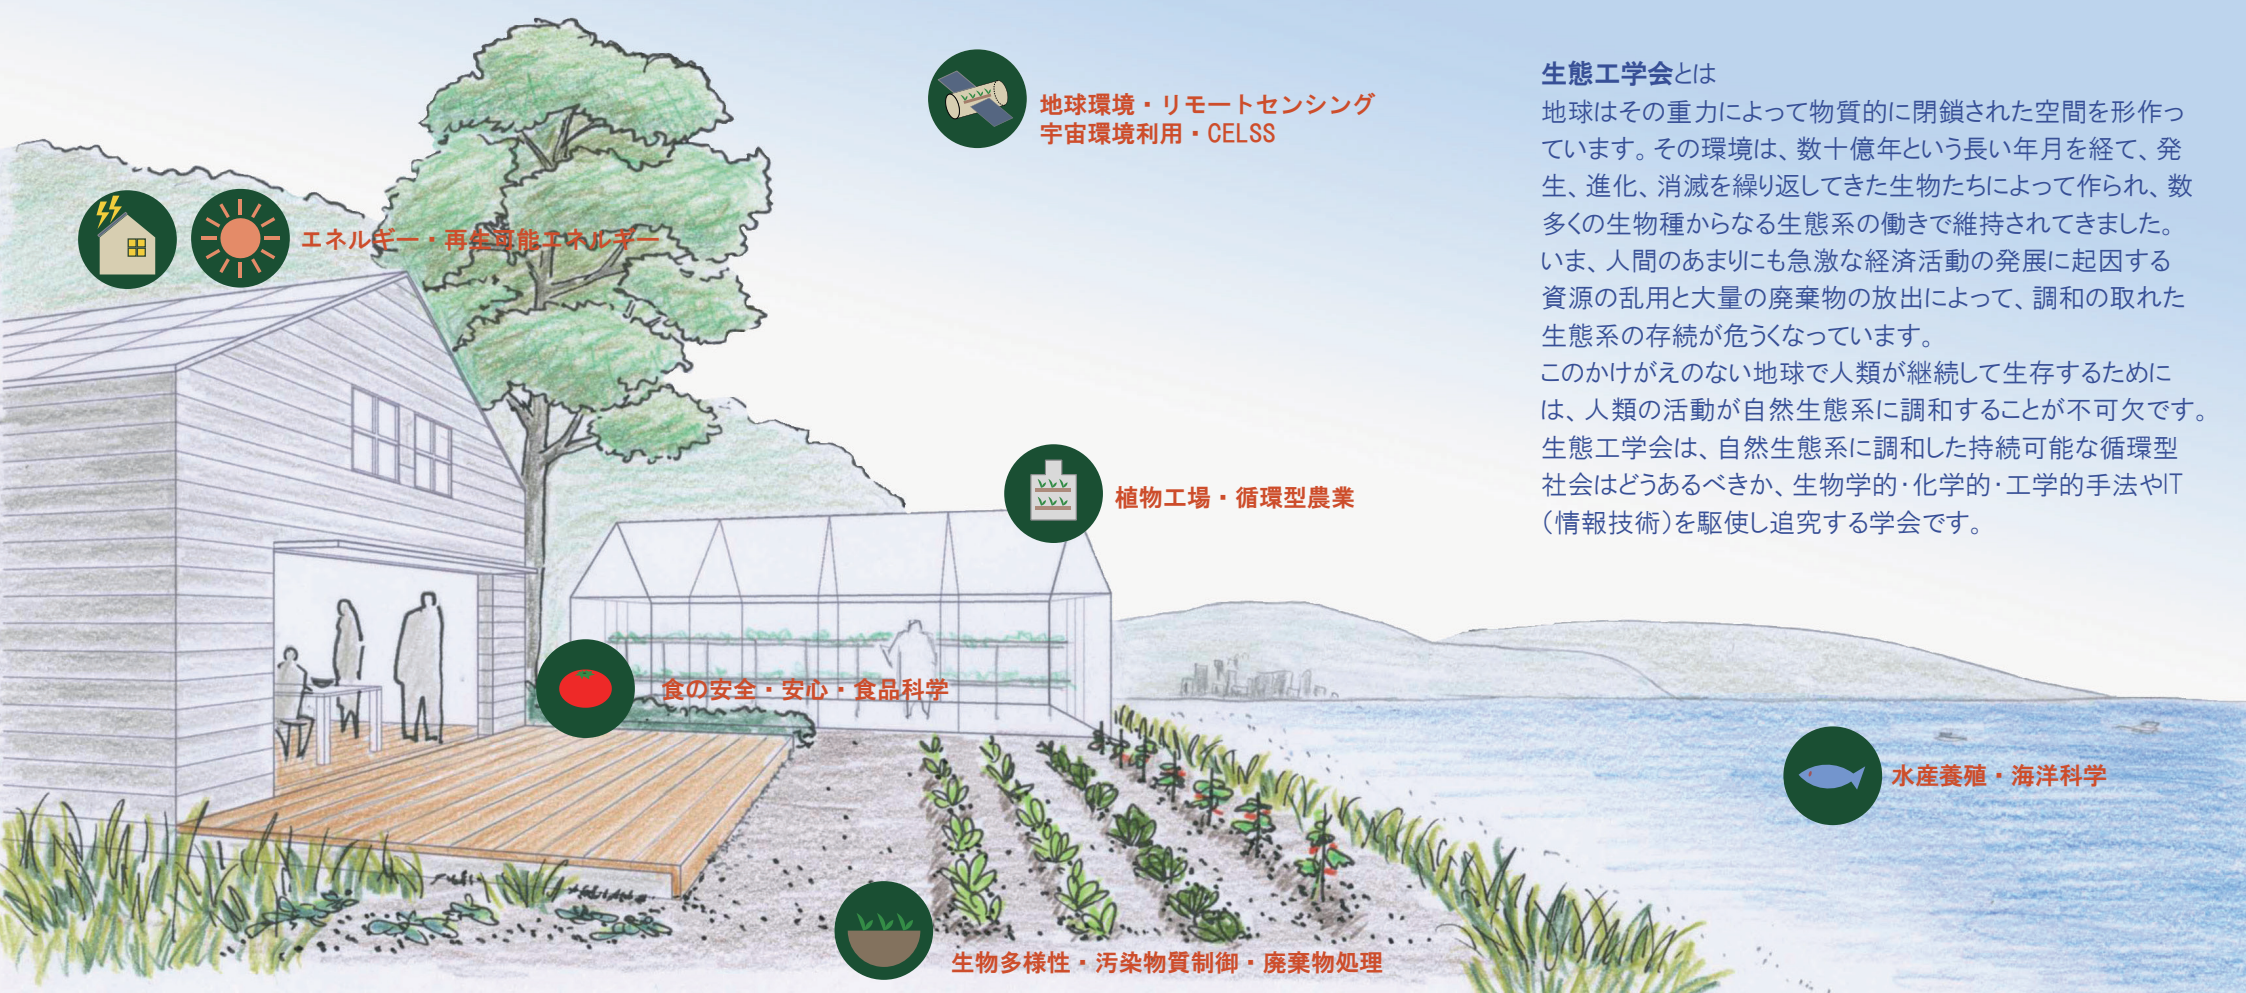 地球環境・リモートセンシング
宇宙環境利用・CELSS
エネルギー・再生可能エネルギー
植物工場・循環型農業
食の安全・安心・食品科学
水産養殖・海洋科学
生物多様性・汚染物質制御・廃棄物処理
生態工学会とは
地球はその重力によって物質的に閉鎖された空間を形作っ
ています。その環境は、数十億年という長い年月を経て、発
生、進化、消滅を繰り返してきた生物たちによって作られ、数
多くの生物種からなる生態系の働きで維持されてきました。
いま、人間のあまりにも急激な経済活動の発展に起因する
資源の乱用と大量の廃棄物の放出によって、調和の取れた
生態系の存続が危うくなっています。
このかけがえのない地球で人類が継続して生存するために
は、人類の活動が自然生態系に調和することが不可欠です。
生態工学会は、自然生態系に調和した持続可能な循環型
社会はどうあるべきか、生物学的・化学的・工学的手法やIT
（情報技術）を駆使し追究する学会です。